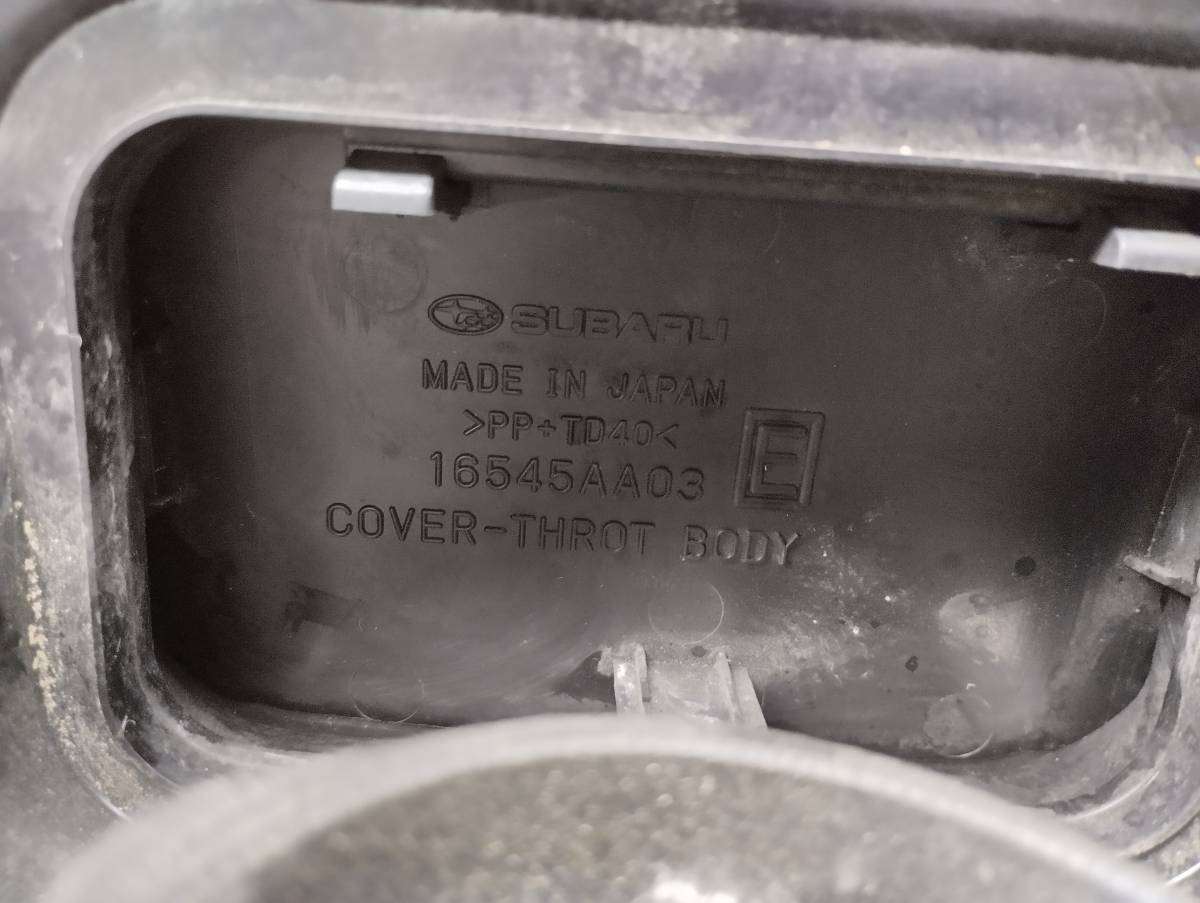 SUBARU
MADE IN JAPAN
>PP+TD40<
16545AA03
E
COVER-THROT BODY